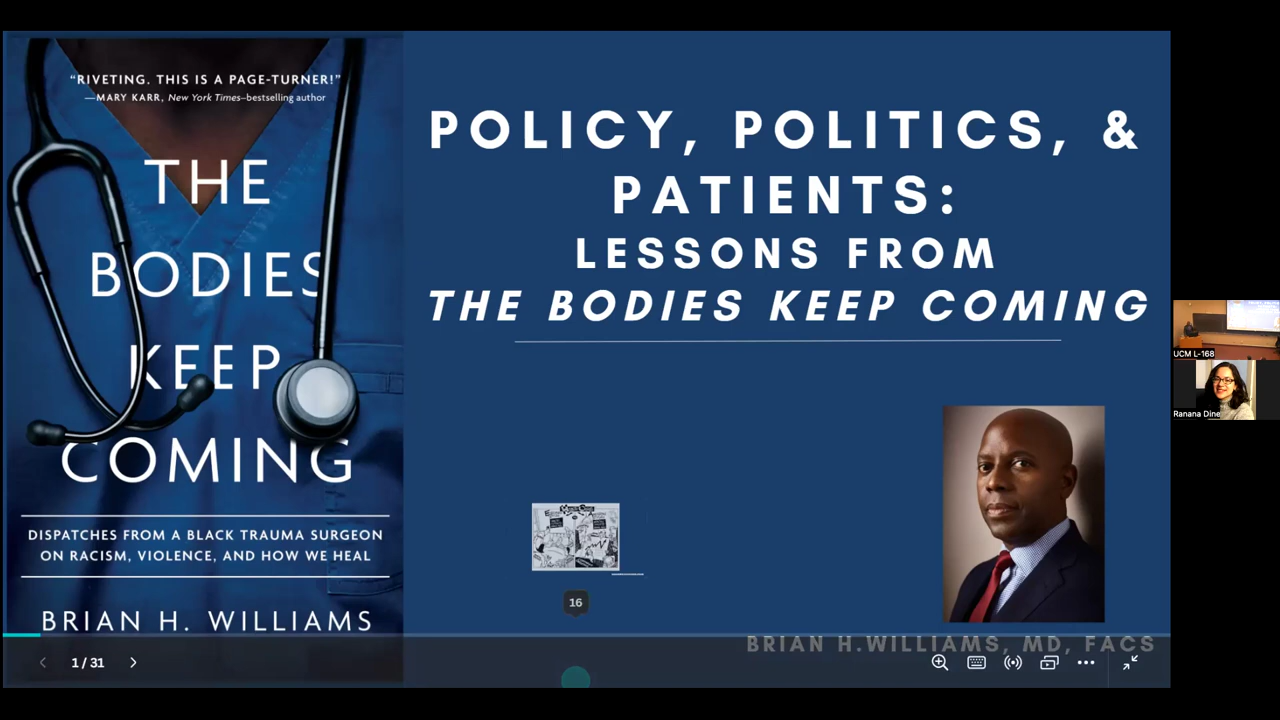 “RIVETING. THIS IS A PAGE-TURNER!”
—MARY KARR, New York Times–bestselling author
THE
BODIES
KEEP
COMING
DISPATCHES FROM A BLACK TRAUMA SURGEON
ON RACISM, VIOLENCE, AND HOW WE HEAL
BRIAN H. WILLIAMS
POLICY, POLITICS, &
PATIENTS:
LESSONS FROM
THE BODIES KEEP COMING
16
BRIAN H.WILLIAMS, MD, FACS
1 / 31
UCM L-168
Ranana Dine